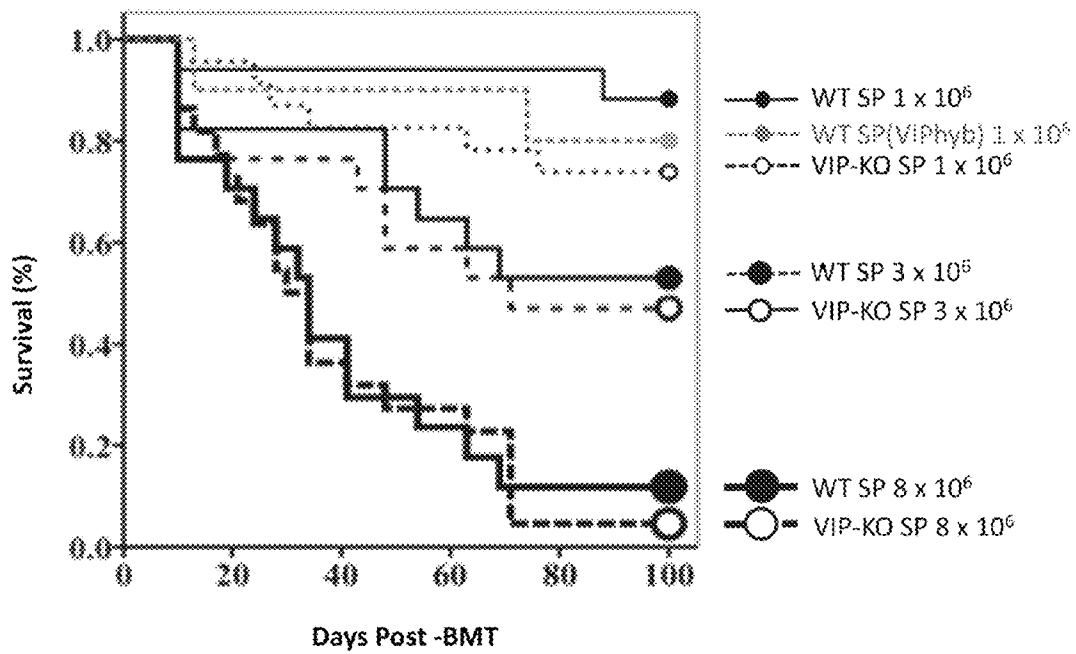 Survival (%)
1.0
0.8
0.6
0.4
0.2
0.0
0 20 40 60 80 100
Days Post -BMT
WT SP 1 x 10⁶
WT SP(VIPhyb) 1 x 10⁶
VIP-KO SP 1 x 10⁶
WT SP 3 x 10⁶
VIP-KO SP 3 x 10⁶
WT SP 8 x 10⁶
VIP-KO SP 8 x 10⁶